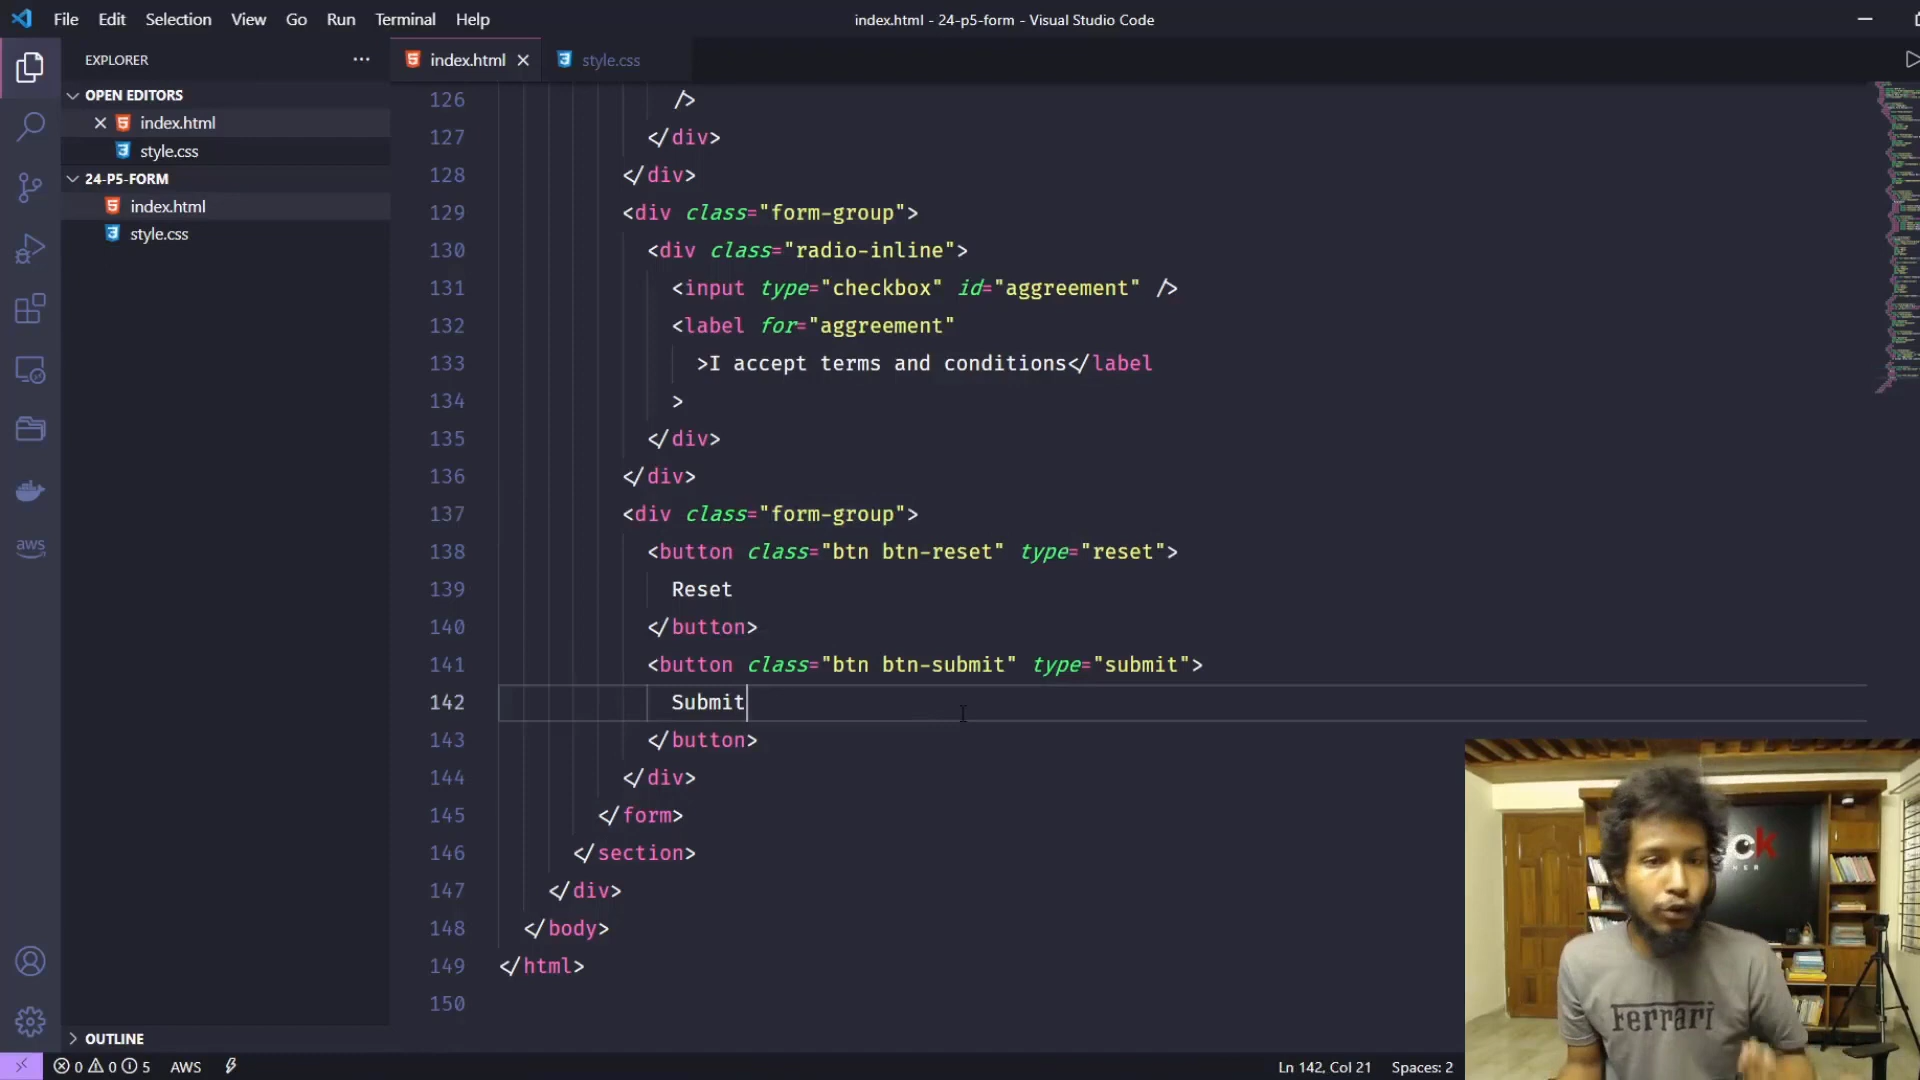 File Edit Selection View Go Run Terminal Help
index.html - 24-p5-form - Visual Studio Code
EXPLORER
OPEN EDITORS
index.html
style.css
24-P5-FORM
index.html
style.css
aws
OUTLINE
index.html
style.css
126 />
127 </div>
128 </div>
129 <div class="form-group">
130 <div class="radio-inline">
131 <input type="checkbox" id="aggreement" />
132 <label for="aggreement"
133 >I accept terms and conditions</label
134 >
135 </div>
136 </div>
137 <div class="form-group">
138 <button class="btn btn-reset" type="reset">
139 Reset
140 </button>
141 <button class="btn btn-submit" type="submit">
142 Submit
143 </button>
144 </div>
145 </form>
146 </section>
147 </div>
148 </body>
149 </html>
150
Ferrari
0 0 5 AWS
Ln 142, Col 21 Spaces: 2